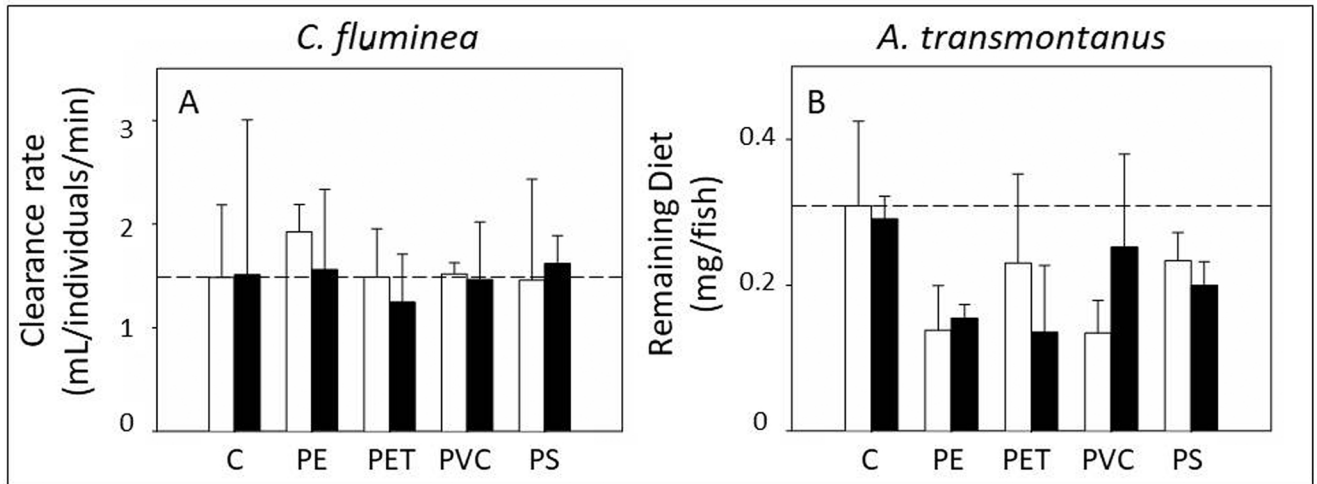 C. fluminea
A
Clearance rate
(mL/individuals/min)
3
2
1
0
C PE PET PVC PS
A. transmontanus
B
Remaining Diet
(mg/fish)
0.4
0.2
0
C PE PET PVC PS